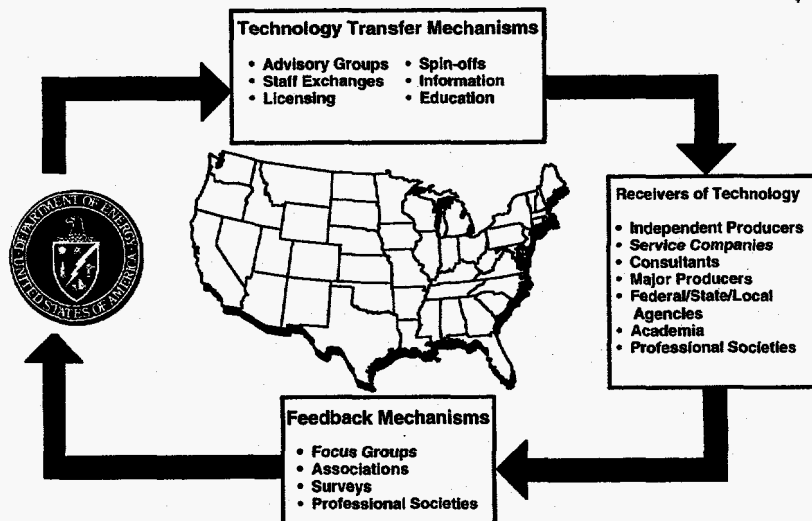 Technology Transfer Mechanisms
• Advisory Groups
• Staff Exchanges
• Licensing
• Spin-offs
• Information
• Education
DEPARTMENT OF ENERGY
UNITED STATES OF AMERICA
Receivers of Technology
• Independent Producers
• Service Companies
• Consultants
• Major Producers
• Federal/State/Local
Agencies
• Academia
• Professional Societies
Feedback Mechanisms
• Focus Groups
• Associations
• Surveys
• Professional Societies